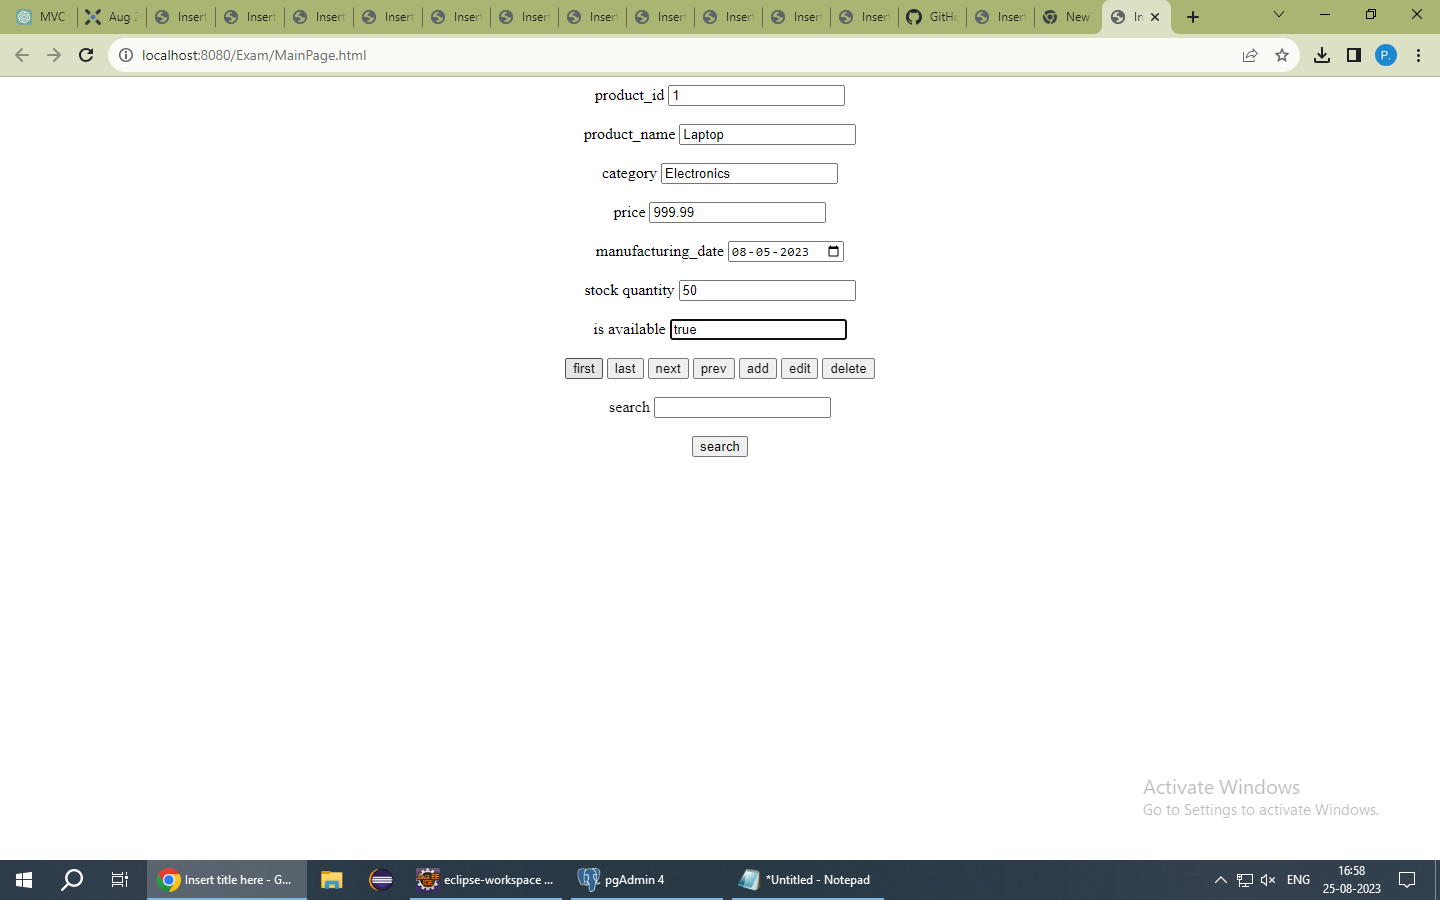 MVC Aug Insert Insert Insert Insert Insert Insert Insert Insert Insert Insert Insert GitHu Insert New In
localhost:8080/Exam/MainPage.html P.
product_id 1
product_name Laptop
category Electronics
price 999.99
manufacturing_date 08-05-2023
stock quantity 50
is available true
first last next prev add edit delete
search
search
Activate Windows
Go to Settings to activate Windows.
Insert title here - G... eclipse-workspace ... pgAdmin 4 *Untitled - Notepad ENG 16:58
25-08-2023